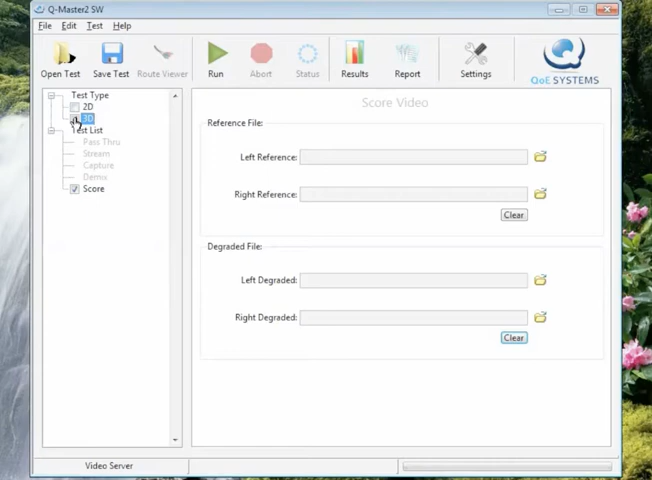 Q-Master2 SW
File Edit Test Help
Open Test Save Test Route Viewer Run Abort Status Results Report Settings QoE SYSTEMS
Test Type
2D
3D
Test List
Pass Thru
Stream
Capture
Demix
Score
Score Video
Reference File:
Left Reference:
Right Reference:
Clear
Degraded File:
Left Degraded:
Right Degraded:
Clear
Video Server